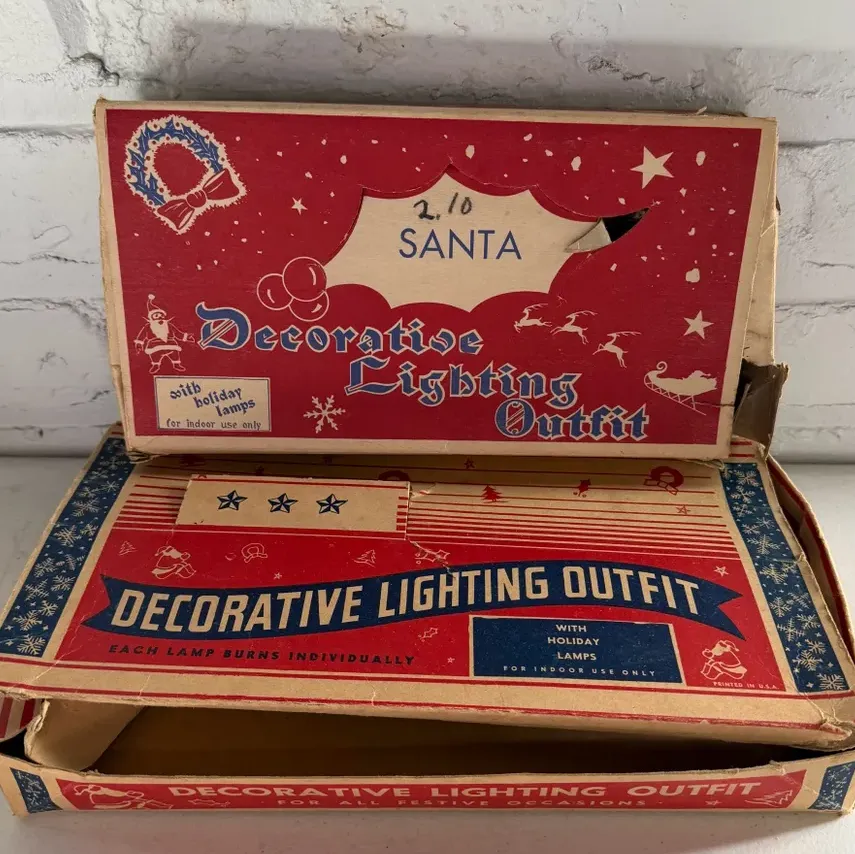 2.10
SANTA
Decorative
Lighting
Outfit
with
holiday
lamps
for indoor use only
DECORATIVE LIGHTING OUTFIT
EACH LAMP BURNS INDIVIDUALLY
WITH
HOLIDAY
LAMPS
FOR INDOOR USE ONLY
PRINTED IN U.S.A.
DECORATIVE LIGHTING OUTFIT
· FOR ALL FESTIVE OCCASIONS ·